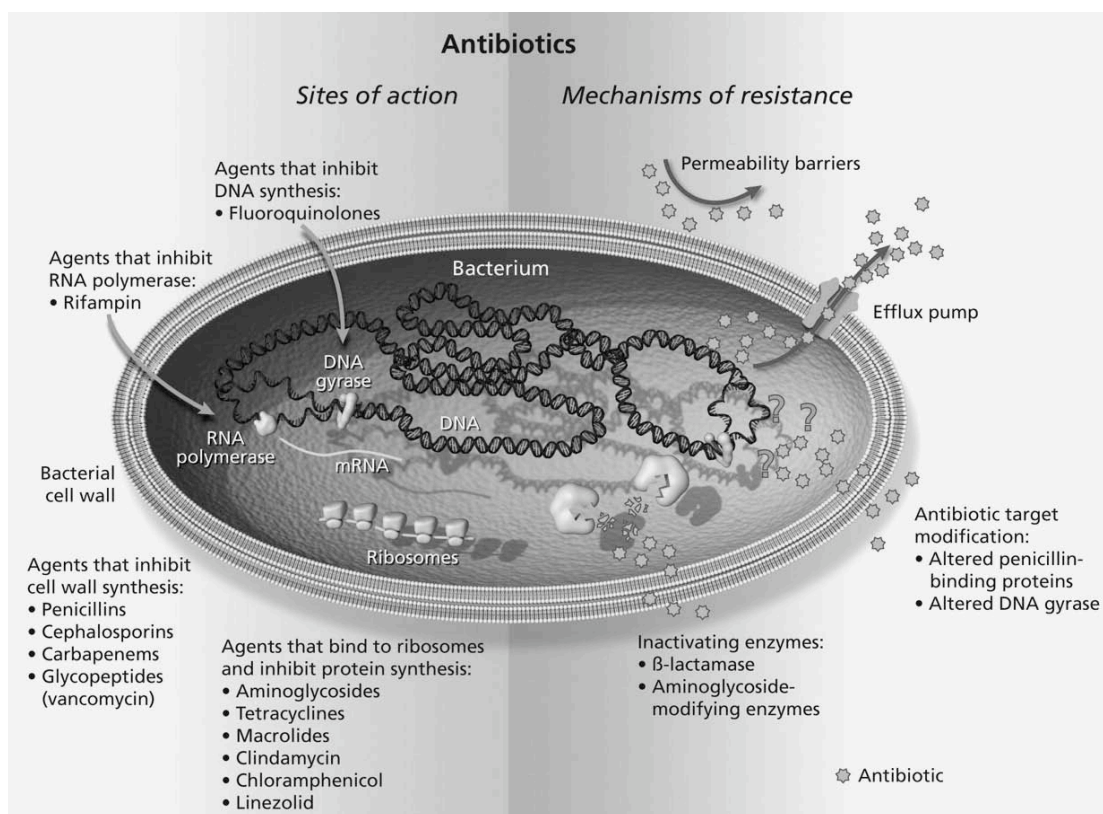 Antibiotics
Sites of action
Mechanisms of resistance
Agents that inhibit
DNA synthesis:
• Fluoroquinolones
Permeability barriers
Agents that inhibit
RNA polymerase:
• Rifampin
Bacterium
Efflux pump
DNA
gyrase
DNA
RNA
polymerase
mRNA
? ?
?
Bacterial
cell wall
Ribosomes
Antibiotic target
modification:
• Altered penicillin-
binding proteins
• Altered DNA gyrase
Agents that inhibit
cell wall synthesis:
• Penicillins
• Cephalosporins
• Carbapenems
• Glycopeptides
(vancomycin)
Agents that bind to ribosomes
and inhibit protein synthesis:
• Aminoglycosides
• Tetracyclines
• Macrolides
• Clindamycin
• Chloramphenicol
• Linezolid
Inactivating enzymes:
• ß-lactamase
• Aminoglycoside-
modifying enzymes
Antibiotic